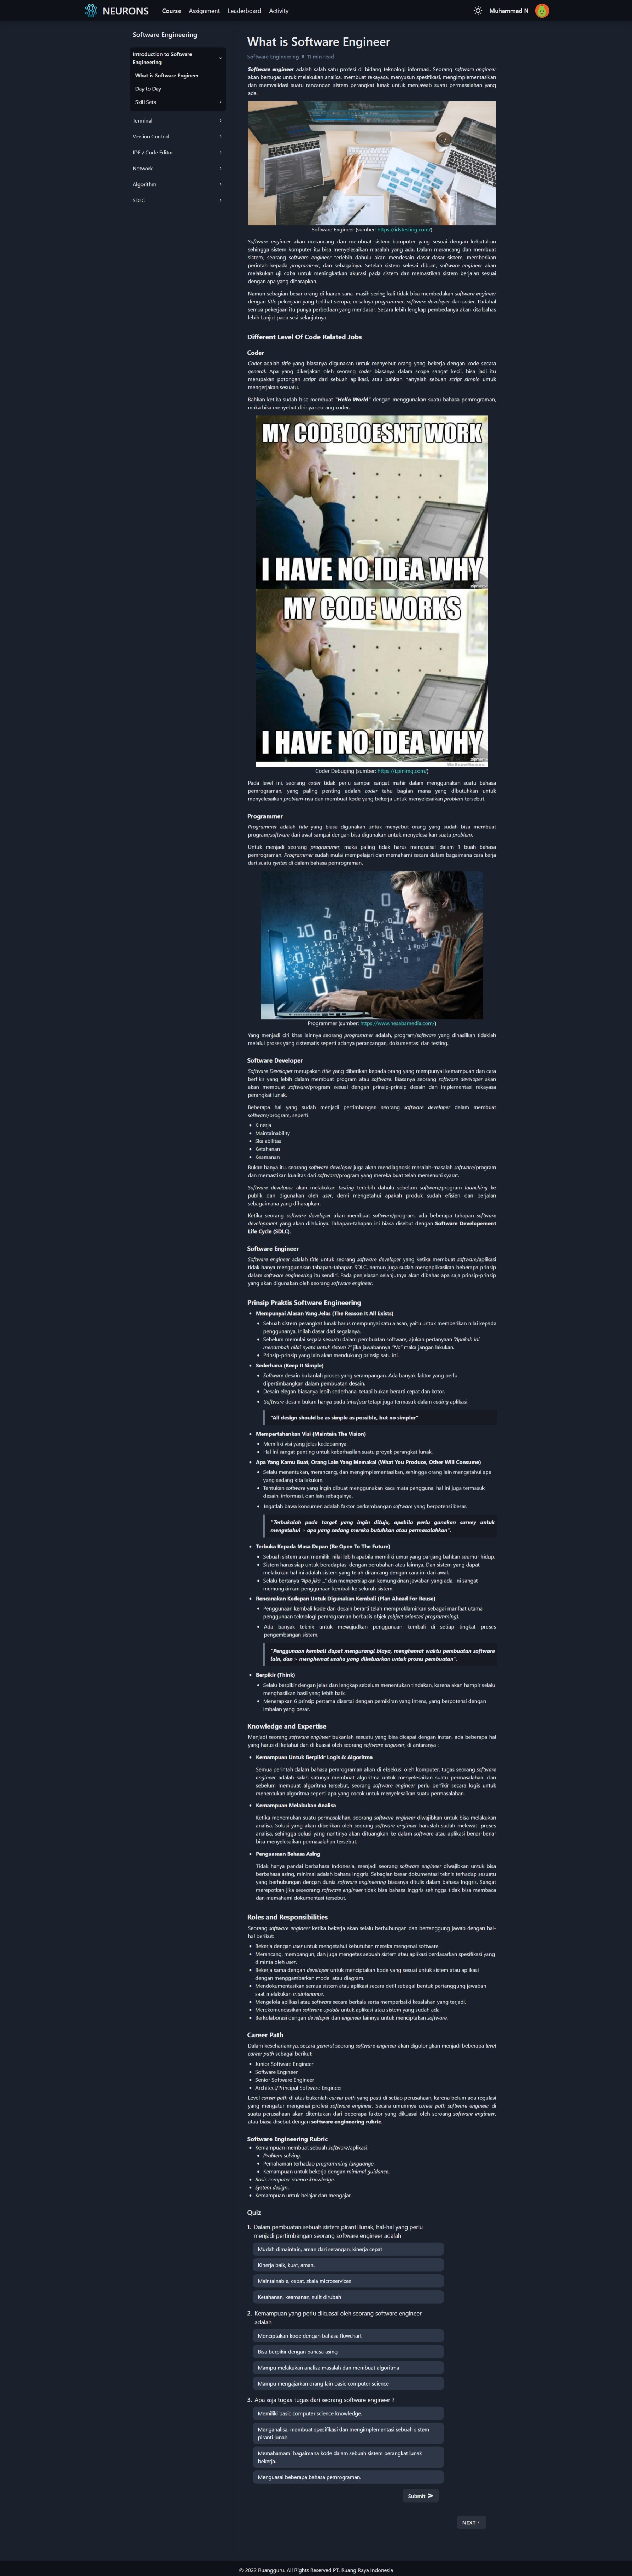 NEURONS
Course
Assignment
Leaderboard
Activity
Muhammad N
Software Engineering
Introduction to Software
Engineering
What is Software Engineer
Day to Day
Skill Sets
Terminal
Version Control
IDE / Code Editor
Network
Algorithm
SDLC
What is Software Engineer
Software Engineering • 11 min read
Software engineer adalah salah satu profesi di bidang teknologi informasi. Seorang software engineer
akan bertugas untuk melakukan analisa, membuat rekayasa, menyusun spesifikasi, mengimplementasikan
dan memvalidasi suatu rancangan sistem perangkat lunak untuk menjawab suatu permasalahan yang
ada.
Software Engineer (sumber: https://idstesting.com/)
Software engineer akan merancang dan membuat sistem komputer yang sesuai dengan kebutuhan
sehingga sistem komputer itu bisa menyelesaikan masalah yang ada. Dalam merancang dan membuat
sistem, seorang software engineer terlebih dahulu akan mendesain dasar-dasar sistem, memberikan
perintah kepada programmer, dan sebagainya. Setelah sistem selesai dibuat, software engineer akan
melakukan uji coba untuk meningkatkan akurasi pada sistem dan memastikan sistem berjalan sesuai
dengan apa yang diharapkan.
Namun sebagian besar orang di luaran sana, masih sering kali tidak bisa membedakan software engineer
dengan title pekerjaan yang terlihat serupa, misalnya programmer, software developer dan coder. Padahal
semua pekerjaan itu punya perbedaan yang mendasar. Secara lebih lengkap pembedanya akan kita bahas
lebih Lanjut pada sesi selanjutnya.
Different Level Of Code Related Jobs
Coder
Coder adalah title yang biasanya digunakan untuk menyebut orang yang bekerja dengan kode secara
general. Apa yang dikerjakan oleh seorang coder biasanya dalam scope sangat kecil, bisa jadi itu
merupakan potongan script dari sebuah aplikasi, atau bahkan hanyalah sebuah script simple untuk
mengerjakan sesuatu.
Bahkan ketika sudah bisa membuat "Hello World" dengan menggunakan suatu bahasa pemrograman,
maka bisa menyebut dirinya seorang coder.
MY CODE DOESN'T WORK
I HAVE NO IDEA WHY
MY CODE WORKS
I HAVE NO IDEA WHY
Coder Debuging (sumber: https://i.pinimg.com/)
Pada level ini, seorang coder tidak perlu sampai sangat mahir dalam menggunakan suatu bahasa
pemrograman, yang paling penting adalah coder tahu bagian mana yang dibutuhkan untuk
menyelesaikan problem-nya dan membuat kode yang bekerja untuk menyelesaikan problem tersebut.
Programmer
Programmer adalah title yang biasa digunakan untuk menyebut orang yang sudah bisa membuat
program/software dari awal sampai dengan bisa digunakan untuk menyelesaikan suatu problem.
Untuk menjadi seorang programmer, maka paling tidak harus menguasai dalam 1 buah bahasa
pemrograman. Programmer sudah mulai mempelajari dan memahami secara dalam bagaimana cara kerja
dari suatu syntax di dalam bahasa pemrograman.
Programmer (sumber: https://www.nesabamedia.com/)
Yang menjadi ciri khas lainnya seorang programmer adalah, program/software yang dihasilkan tidaklah
melalui proses yang sistematis seperti adanya perancangan, dokumentasi dan testing.
Software Developer
Software Developer merupakan title yang diberikan kepada orang yang mempunyai kemampuan dan cara
berfikir yang lebih dalam membuat program atau software. Biasanya seorang software developer akan
akan membuat software/program sesuai dengan prinsip-prinsip desain dan implementasi rekayasa
perangkat lunak.
Beberapa hal yang sudah menjadi pertimbangan seorang software developer dalam membuat
software/program, seperti:
• Kinerja
• Maintainability
• Skalabilitas
• Ketahanan
• Keamanan
Bukan hanya itu, seorang software developer juga akan mendiagnosis masalah-masalah software/program
dan memastikan kualitas dari software/program yang mereka buat telah memenuhi syarat.
Software developer akan melakukan testing terlebih dahulu sebelum software/program launching ke
publik dan digunakan oleh user, demi mengetahui apakah produk sudah efisien dan berjalan
sebagaimana yang diharapkan.
Ketika seorang software developer akan membuat software/program, ada beberapa tahapan software
development yang akan dilaluinya. Tahapan-tahapan ini biasa disebut dengan Software Developement
Life Cycle (SDLC).
Software Engineer
Software engineer adalah title untuk seorang software developer yang ketika membuat software/aplikasi
tidak hanya menggunakan tahapan-tahapan SDLC, namun juga sudah mengaplikasikan beberapa prinsip
dalam software engineering itu sendiri. Pada penjelasan selanjutnya akan dibahas apa saja prinsip-prinsip
yang akan digunakan oleh seorang software engineer.
Prinsip Praktis Software Engineering
• Mempunyai Alasan Yang Jelas (The Reason It All Exists)
• Sebuah sistem perangkat lunak harus mempunyai satu alasan, yaitu untuk memberikan nilai kepada
penggunanya. Inilah dasar dari segalanya.
• Sebelum memulai segala sesuatu dalam pembuatan software, ajukan pertanyaan "Apakah ini
menambah nilai nyata untuk sistem ?" jika jawabannya "No" maka jangan lakukan.
• Prinsip-prinsip yang lain akan mendukung prinsip satu ini.
• Sederhana (Keep It Simple)
• Software desain bukanlah proses yang serampangan. Ada banyak faktor yang perlu
dipertimbangkan dalam pembuatan desain.
• Desain elegan biasanya lebih sederhana, tetapi bukan berarti cepat dan kotor.
• Software desain bukan hanya pada interface tetapi juga termasuk dalam coding aplikasi.
"All design should be as simple as possible, but no simpler"
• Mempertahankan Visi (Maintain The Vision)
• Memiliki visi yang jelas kedepannya.
• Hal ini sangat penting untuk keberhasilan suatu proyek perangkat lunak.
• Apa Yang Kamu Buat, Orang Lain Yang Memakai (What You Produce, Other Will Consume)
• Selalu menentukan, merancang, dan mengimplementasikan, sehingga orang lain mengetahui apa
yang sedang kita lakukan.
• Tentukan software yang ingin dibuat menggunakan kaca mata pengguna, hal ini juga termasuk
desain, informasi, dan lain sebagainya.
• Ingatlah bawa konsumen adalah faktor perkembangan software yang berpotensi besar.
"Terbukalah pada target yang ingin dituju, apabila perlu gunakan survey untuk
mengetahui > apa yang sedang mereka butuhkan atau permasalahkan".
• Terbuka Kepada Masa Depan (Be Open To The Future)
• Sebuah sistem akan memiliki nilai lebih apabila memiliki umur yang panjang bahkan seumur hidup.
• Sistem harus siap untuk beradaptasi dengan perubahan atau lainnya. Dan sistem yang dapat
melakukan hal ini adalah sistem yang telah dirancang dengan cara ini dari awal.
• Selalu bertanya "Apa jika ..." dan mempersiapkan kemungkinan jawaban yang ada. Ini sangat
memungkinkan penggunaan kembali ke seluruh sistem.
• Rencanakan Kedepan Untuk Digunakan Kembali (Plan Ahead For Reuse)
• Penggunaan kembali kode dan desain berarti telah memproklamirkan sebagai manfaat utama
penggunaan teknologi pemrograman berbasis objek (object oriented programming).
• Ada banyak teknik untuk mewujudkan penggunaan kembali di setiap tingkat proses
pengembangan sistem.
"Penggunaan kembali dapat mengurangi biaya, menghemat waktu pembuatan software
lain, dan > menghemat usaha yang dikeluarkan untuk proses pembuatan".
• Berpikir (Think)
• Selalu berpikir dengan jelas dan lengkap sebelum menentukan tindakan, karena akan hampir selalu
menghasilkan hasil yang lebih baik.
• Menerapkan 6 prinsip pertama disertai dengan pemikiran yang intens, yang berpotensi dengan
imbalan yang besar.
Knowledge and Expertise
Menjadi seorang software engineer bukanlah sesuatu yang bisa dicapai dengan instan, ada beberapa hal
yang harus di ketahui dan di kuasai oleh seorang software engineer, di antaranya :
• Kemampuan Untuk Berpikir Logis & Algoritma
Semua perintah dalam bahasa pemrograman akan di eksekusi oleh komputer, tugas seorang software
engineer adalah salah satunya membuat algoritma untuk menyelesaikan suatu permasalahan, dan
sebelum membuat algoritma tersebut, seorang software engineer perlu berfikir secara logis untuk
menentukan algoritma seperti apa yang cocok untuk menyelesaikan suatu permasalahan.
• Kemampuan Melakukan Analisa
Ketika menemukan suatu permasalahan, seorang software engineer diwajibkan untuk bisa melakukan
analisa. Solusi yang akan diberikan oleh seorang software engineer haruslah sudah melewati proses
analisa, sehingga solusi yang nantinya akan dituangkan ke dalam software atau aplikasi benar-benar
bisa menyelesaikan permasalahan tersebut.
• Penguasaan Bahasa Asing
Tidak hanya pandai berbahasa Indonesia, menjadi seorang software engineer diwajibkan untuk bisa
berbahasa asing, minimal adalah bahasa Inggris. Sebagian besar dokumentasi teknis terhadap sesuatu
yang berhubungan dengan dunia software engineering biasanya ditulis dalam bahasa Inggris. Sangat
merepotkan jika seseorang software engineer tidak bisa bahasa Inggris sehingga tidak bisa membaca
dan memahami dokumentasi tersebut.
Roles and Responsibilities
Seorang software engineer ketika bekerja akan selalu berhubungan dan bertanggung jawab dengan hal-
hal berikut:
• Bekerja dengan user untuk mengetahui kebutuhan mereka mengenai software.
• Merancang, membangun, dan juga mengetes sebuah sistem atau aplikasi berdasarkan spesifikasi yang
diminta oleh user.
• Bekerja sama dengan developer untuk menciptakan kode yang sesuai untuk sistem atau aplikasi
dengan menggambarkan model atau diagram.
• Mendokumentasikan semua sistem atau aplikasi secara detil sebagai bentuk pertanggung jawaban
saat melakukan maintenance.
• Mengelola aplikasi atau software secara berkala serta memperbaiki kesalahan yang terjadi.
• Merekomendasikan software update untuk aplikasi atau sistem yang sudah ada.
• Berkolaborasi dengan developer dan engineer lainnya untuk menciptakan software.
Career Path
Dalam kesehariannya, secara general seorang software engineer akan digolongkan menjadi beberapa level
career path sebagai berikut:
• Junior Software Engineer
• Software Engineer
• Senior Software Engineer
• Architect/Principal Software Engineer
Level career path di atas bukanlah career path yang pasti di setiap perusahaan, karena belum ada regulasi
yang mengatur mengenai profesi software engineer. Secara umumnya career path software engineer di
suatu perusahaan akan ditentukan dari beberapa faktor yang dikuasai oleh seroang software engineer,
atau biasa disebut dengan software engineering rubric.
Software Engineering Rubric
• Kemampuan membuat sebuah software/aplikasi:
• Problem solving.
• Pemahaman terhadap programming languange.
• Kemampuan untuk bekerja dengan minimal guidance.
• Basic computer science knowledge.
• System design.
• Kemampuan untuk belajar dan mengajar.
Quiz
1. Dalam pembuatan sebuah sistem piranti lunak, hal-hal yang perlu
menjadi pertimbangan seorang software engineer adalah
Mudah dimaintain, aman dari serangan, kinerja cepat
Kinerja baik, kuat, aman.
Maintainable, cepat, skala microservices
Ketahanan, keamanan, sulit dirubah
2. Kemampuan yang perlu dikuasai oleh seorang software engineer
adalah
Menciptakan kode dengan bahasa flowchart
Bisa berpikir dengan bahasa asing
Mampu melakukan analisa masalah dan membuat algoritma
Mampu mengajarkan orang lain basic computer science
3. Apa saja tugas-tugas dari seorang software engineer ?
Memiliki basic computer science knowledge.
Menganalisa, membuat spesifikasi dan mengimplementasi sebuah sistem
piranti lunak.
Memahamami bagaimana kode dalam sebuah sistem perangkat lunak
bekerja.
Menguasai beberapa bahasa pemrograman.
Submit
NEXT
© 2022 Ruangguru. All Rights Reserved PT. Ruang Raya Indonesia